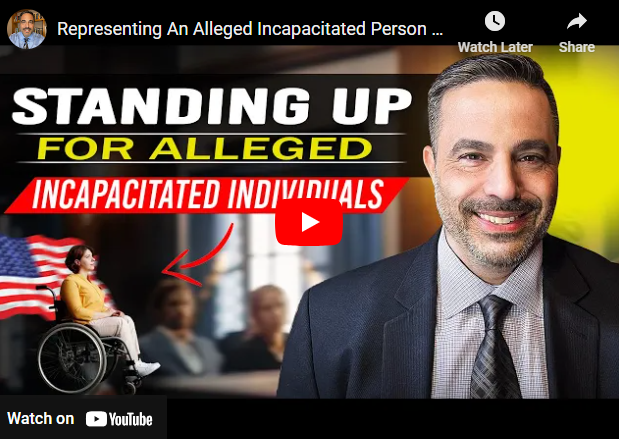 Representing An Alleged Incapacitated Person ...
Watch Later
Share
STANDING UP
FOR ALLEGED
INCAPACITATED INDIVIDUALS
Watch on YouTube